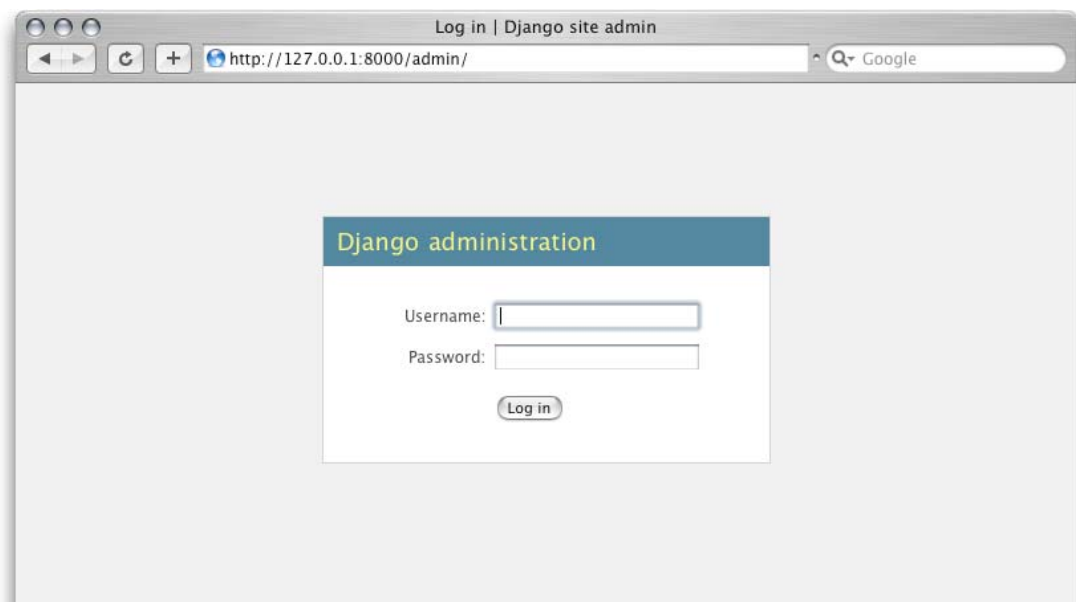 Log in | Django site admin
http://127.0.0.1:8000/admin/
Google
Django administration
Username:
Password:
Log in